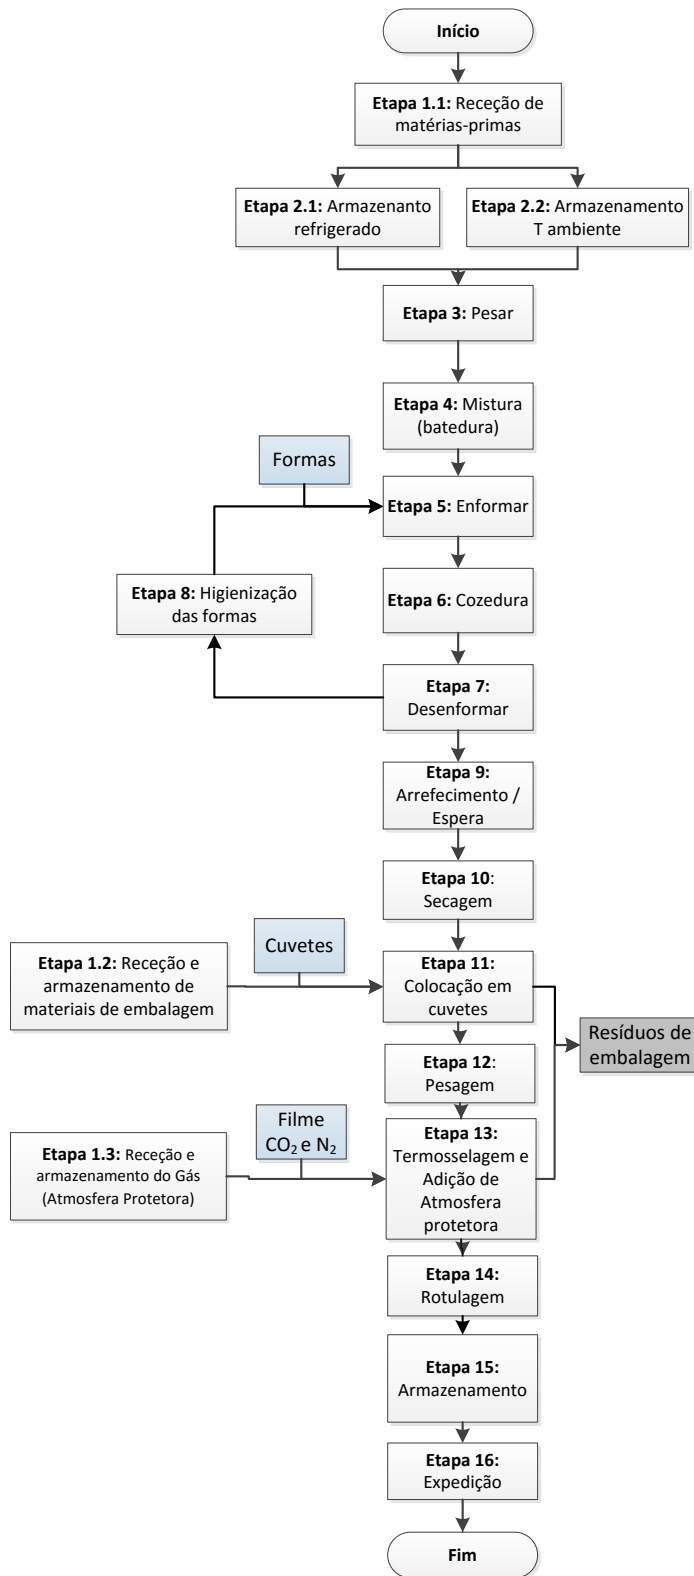 Início
Etapa 1.1: Receção de
matérias-primas
Etapa 2.1: Armazenanto
refrigerado
Etapa 2.2: Armazenamento
T ambiente
Etapa 3: Pesar
Etapa 4: Mistura
(batedura)
Formas
Etapa 5: Enformar
Etapa 8: Higienização
das formas
Etapa 6: Cozedura
Etapa 7:
Desenformar
Etapa 9:
Arrefecimento /
Espera
Etapa 10:
Secagem
Etapa 1.2: Receção e
armazenamento de
materiais de embalagem
Cuvetes
Etapa 11:
Colocação em
cuvetes
Resíduos de
embalagem
Etapa 12:
Pesagem
Etapa 1.3: Receção e
armazenamento do Gás
(Atmosfera Protetora)
Filme
CO₂ e N₂
Etapa 13:
Termosselagem e
Adição de
Atmosfera
protetora
Etapa 14:
Rotulagem
Etapa 15:
Armazenamento
Etapa 16:
Expedição
Fim